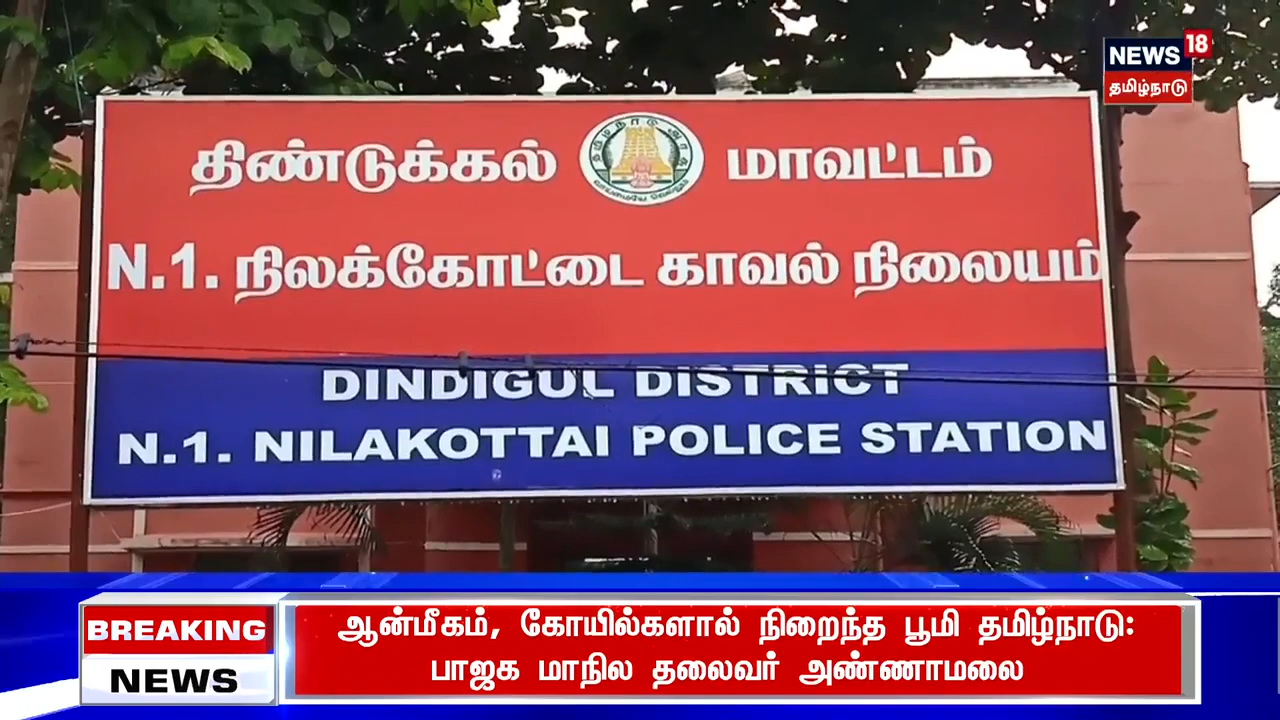 NEWS 18
தமிழ்நாடு
திண்டுக்கல் மாவட்டம்
N.1. நிலக்கோட்டை காவல் நிலையம்
DINDIGUL DISTRICT
N.1. NILAKOTTAI POLICE STATION
BREAKING
NEWS
ஆன்மீகம், கோயில்களால் நிறைந்த பூமி தமிழ்நாடு:
பாஜக மாநில தலைவர் அண்ணாமலை